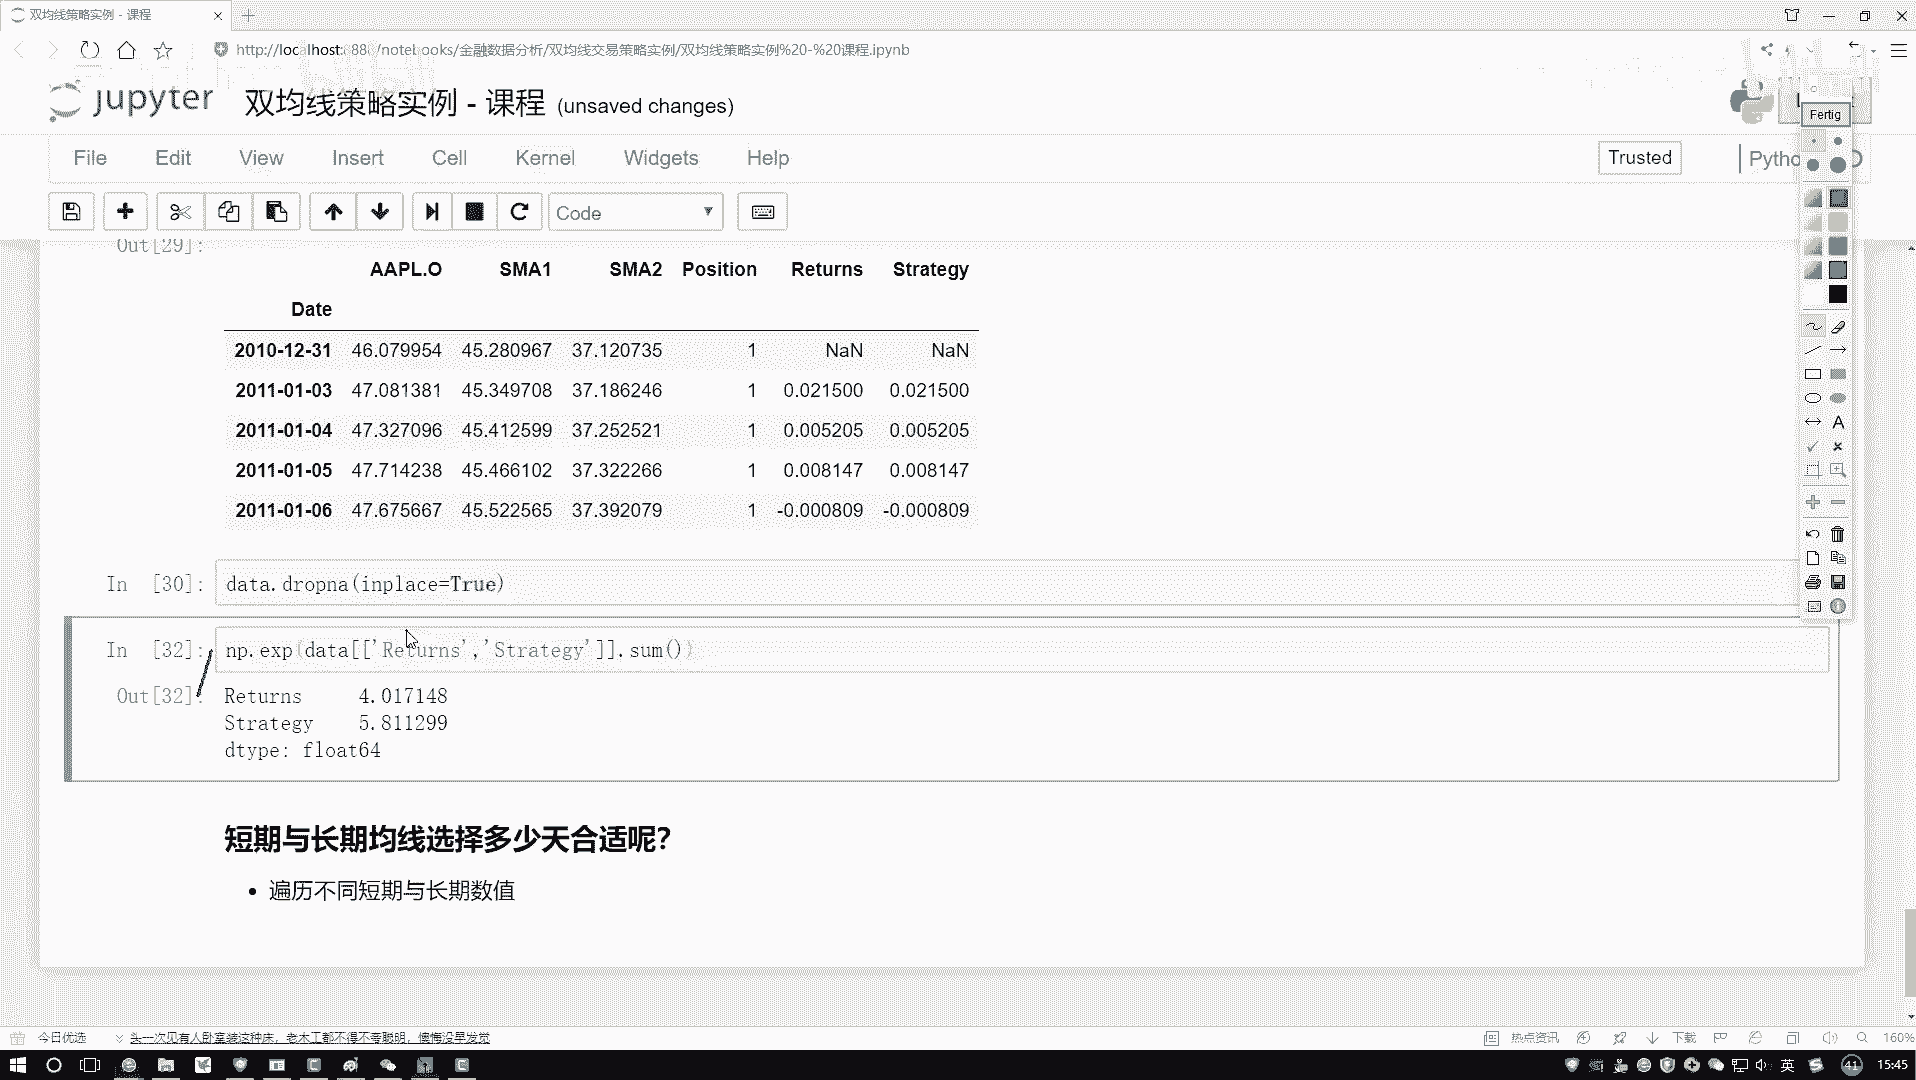 双均线策略实例 - 课程
http://localhost:888/notebooks/金融数据分析/双均线交易策略实例/双均线策略实例%20-%20课程.ipynb
jupyter 双均线策略实例 - 课程 (unsaved changes)
Fertig
File Edit View Insert Cell Kernel Widgets Help
Trusted
Code
Out[29]:
AAPL.O SMA1 SMA2 Position Returns Strategy
Date
2010-12-31 46.079954 45.280967 37.120735 1 NaN NaN
2011-01-03 47.081381 45.349708 37.186246 1 0.021500 0.021500
2011-01-04 47.327096 45.412599 37.252521 1 0.005205 0.005205
2011-01-05 47.714238 45.466102 37.322266 1 0.008147 0.008147
2011-01-06 47.675667 45.522565 37.392079 1 -0.000809 -0.000809
In [30]: data.dropna(inplace=True)
In [32]: np.exp(data[['Returns','Strategy']].sum())
Out[32]: Returns 4.017148
Strategy 5.811299
dtype: float64
短期与长期均线选择多少天合适呢?
• 遍历不同短期与长期数值
今日优选 头一次见有人卧室装这种床，老木工都不得不夸聪明，懊悔没早发觉
热点资讯 下载 160%
英 41 15:45